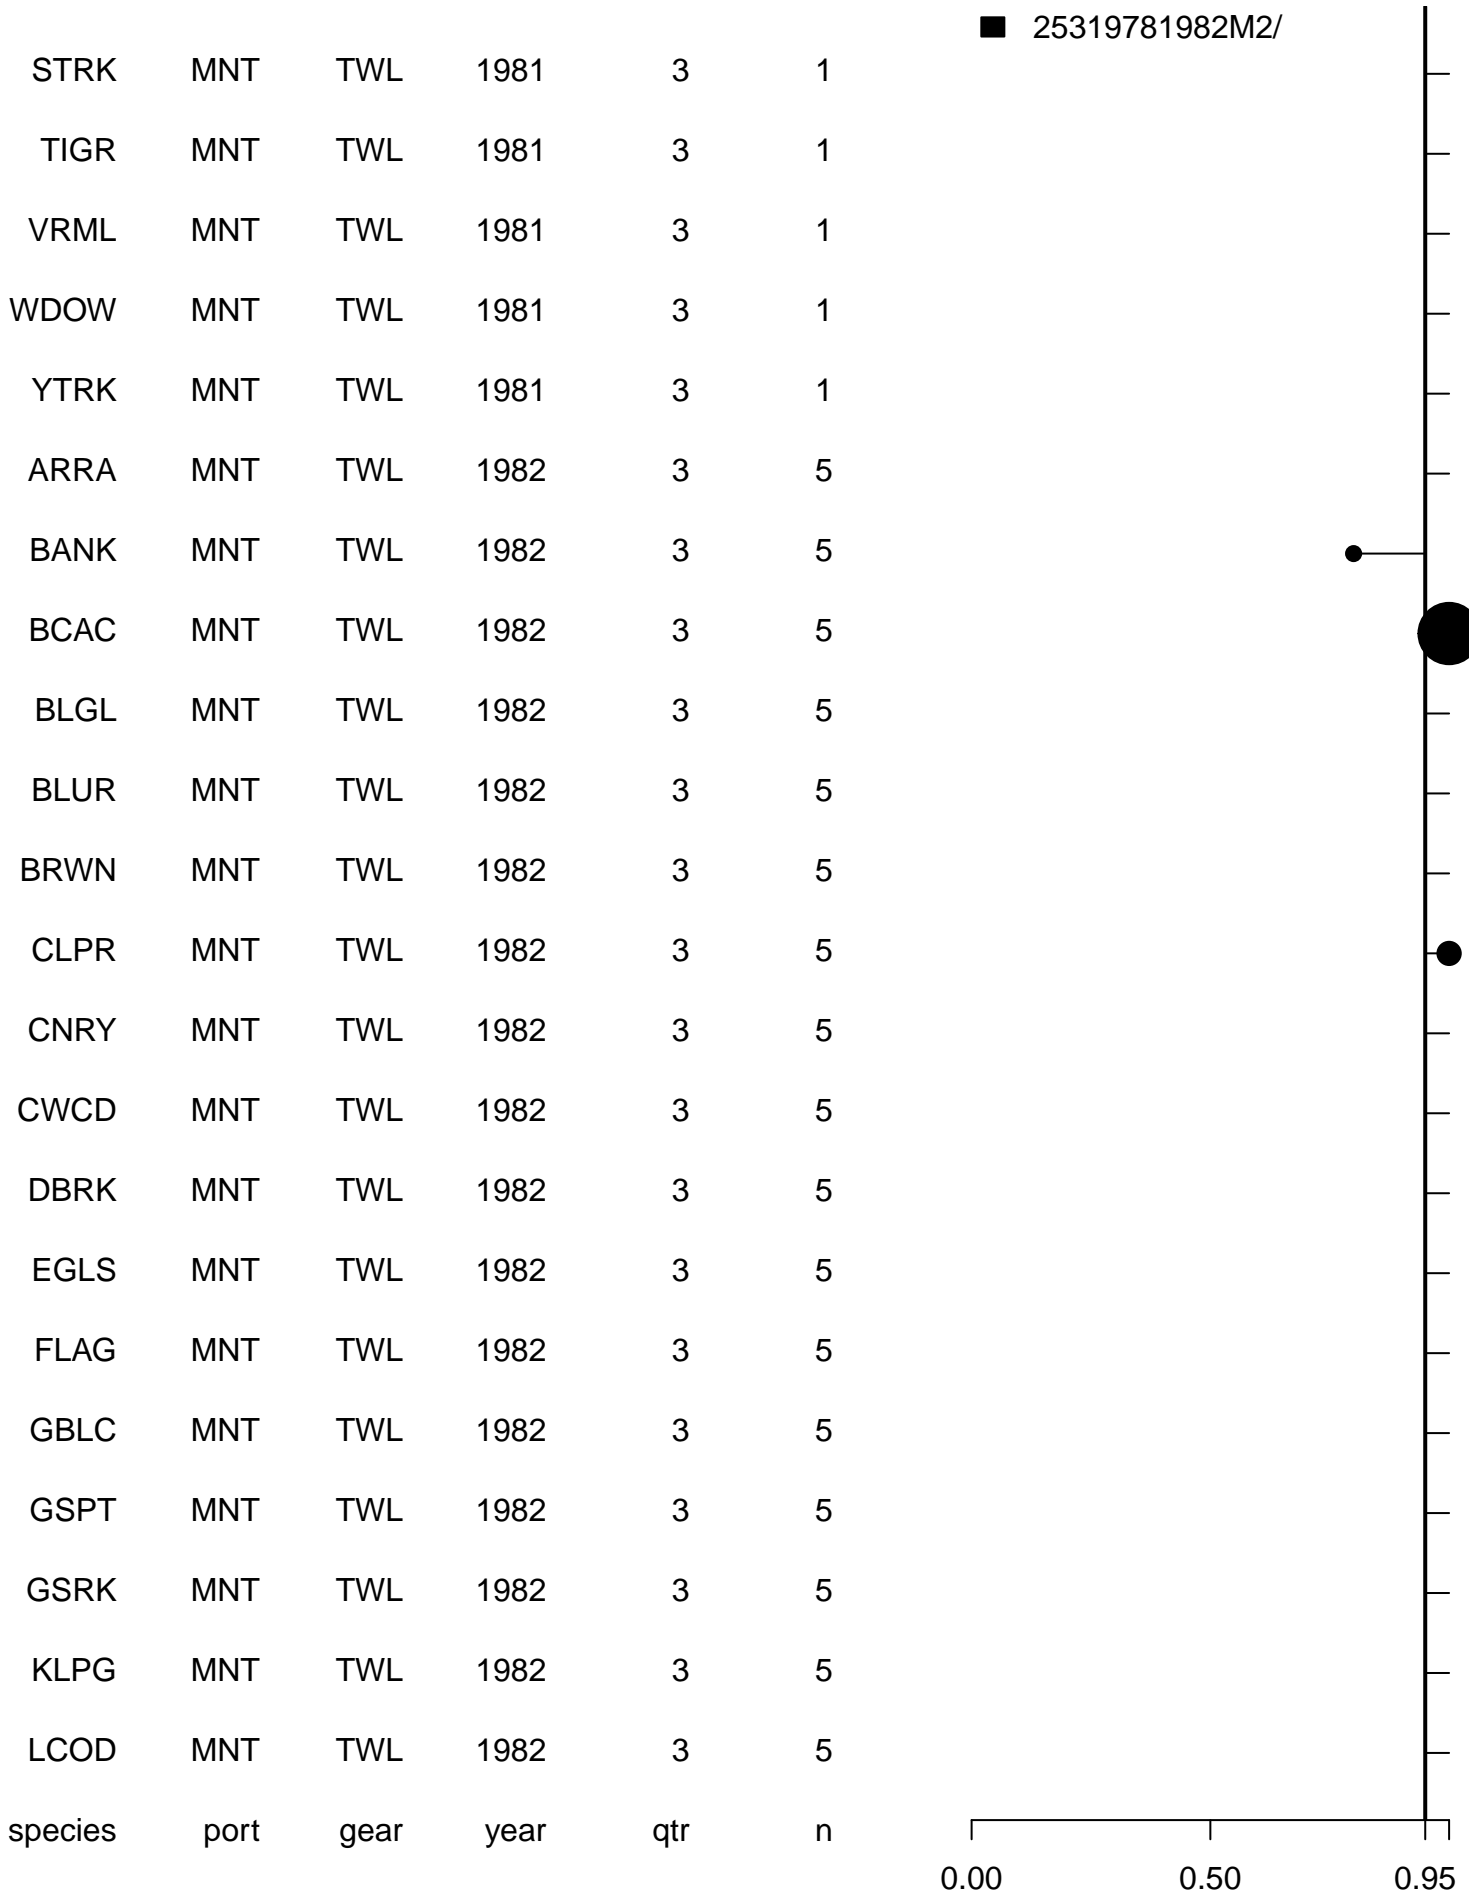 25319781982M2/
STRK MNT TWL 1981 3 1
TIGR MNT TWL 1981 3 1
VRML MNT TWL 1981 3 1
WDOW MNT TWL 1981 3 1
YTRK MNT TWL 1981 3 1
ARRA MNT TWL 1982 3 5
BANK MNT TWL 1982 3 5
BCAC MNT TWL 1982 3 5
BLGL MNT TWL 1982 3 5
BLUR MNT TWL 1982 3 5
BRWN MNT TWL 1982 3 5
CLPR MNT TWL 1982 3 5
CNRY MNT TWL 1982 3 5
CWCD MNT TWL 1982 3 5
DBRK MNT TWL 1982 3 5
EGLS MNT TWL 1982 3 5
FLAG MNT TWL 1982 3 5
GBLC MNT TWL 1982 3 5
GSPT MNT TWL 1982 3 5
GSRK MNT TWL 1982 3 5
KLPG MNT TWL 1982 3 5
LCOD MNT TWL 1982 3 5
species port gear year qtr n
0.00 0.50 0.95